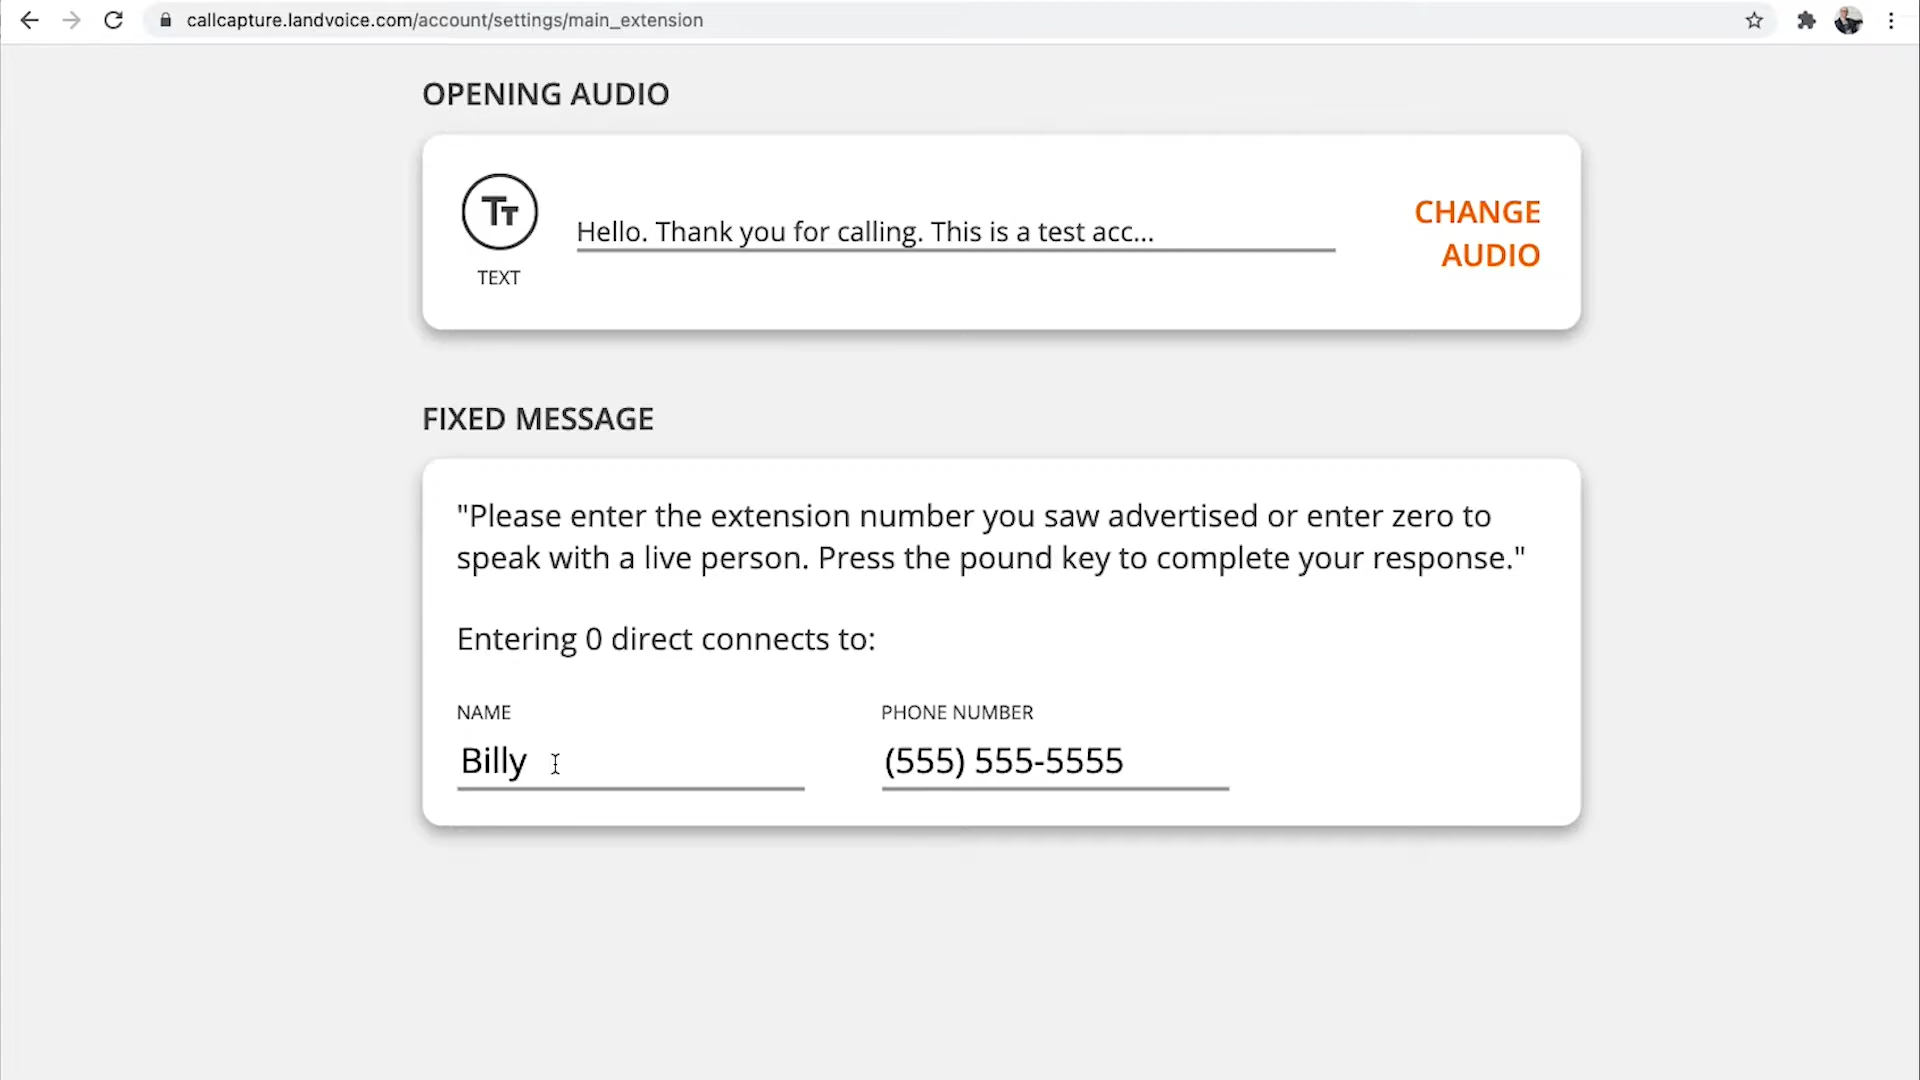 callcapture.landvoice.com/account/settings/main_extension
OPENING AUDIO
TT
TEXT
Hello. Thank you for calling. This is a test acc...
CHANGE
AUDIO
FIXED MESSAGE
"Please enter the extension number you saw advertised or enter zero to
speak with a live person. Press the pound key to complete your response."
Entering 0 direct connects to:
NAME
PHONE NUMBER
Billy
(555) 555-5555